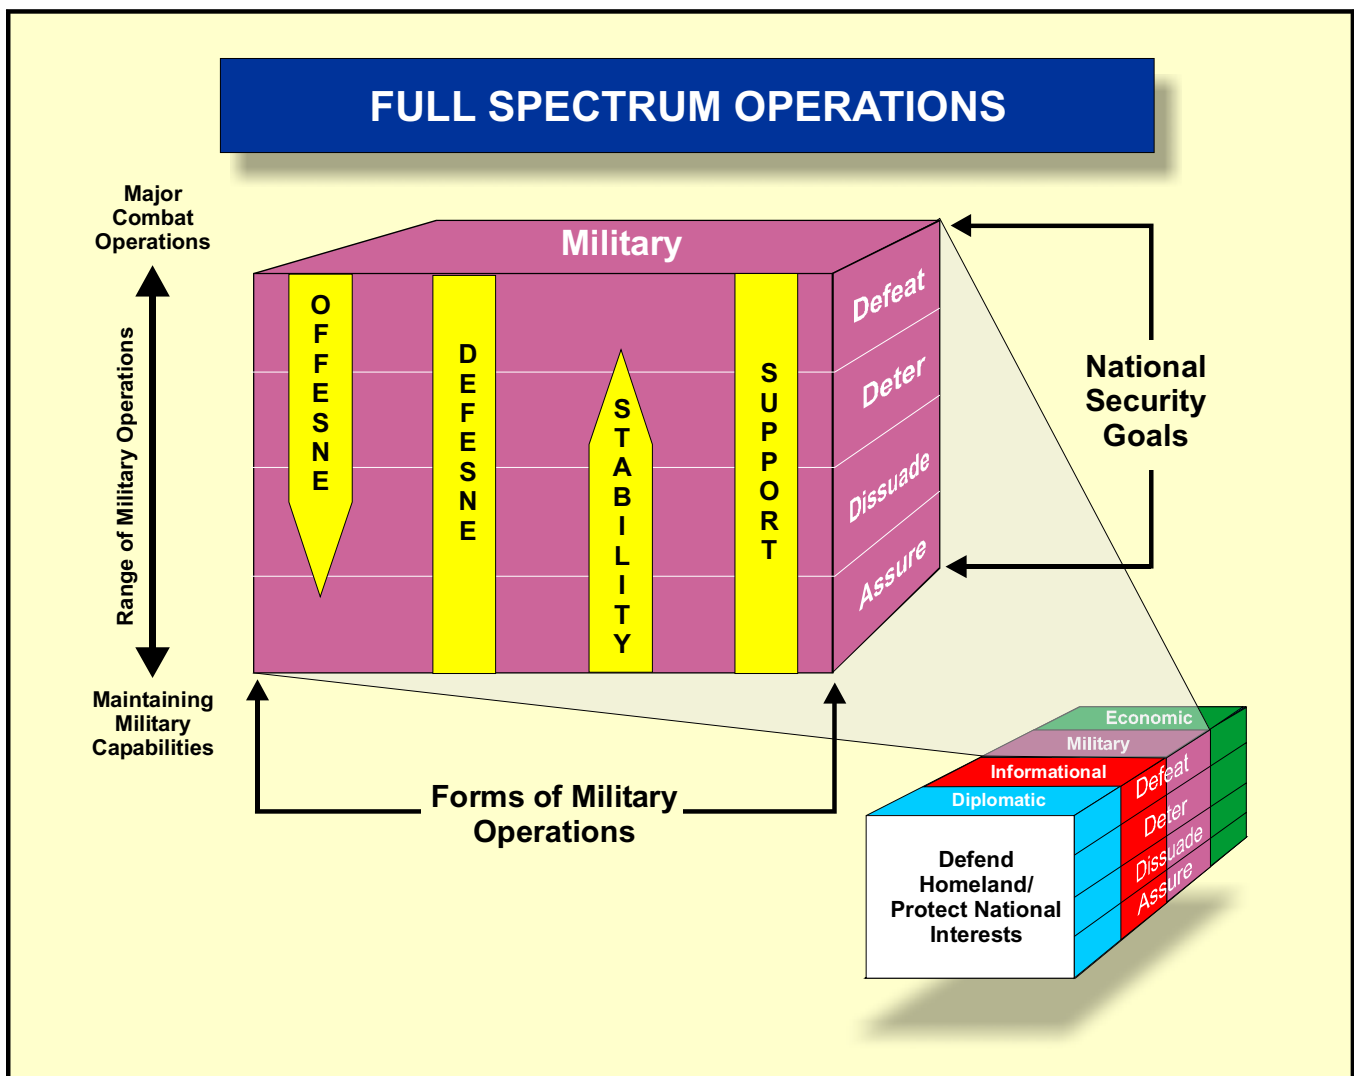 FULL SPECTRUM OPERATIONS
Major
Combat
Operations
Range of Military Operations
Maintaining
Military
Capabilities
Military
OFFESNE
DEFESNE
STABILITY
SUPPORT
Defeat
Deter
Dissuade
Assure
National
Security
Goals
Forms of Military
Operations
Economic
Military
Informational
Diplomatic
Defeat
Deter
Dissuade
Assure
Defend
Homeland/
Protect National
Interests